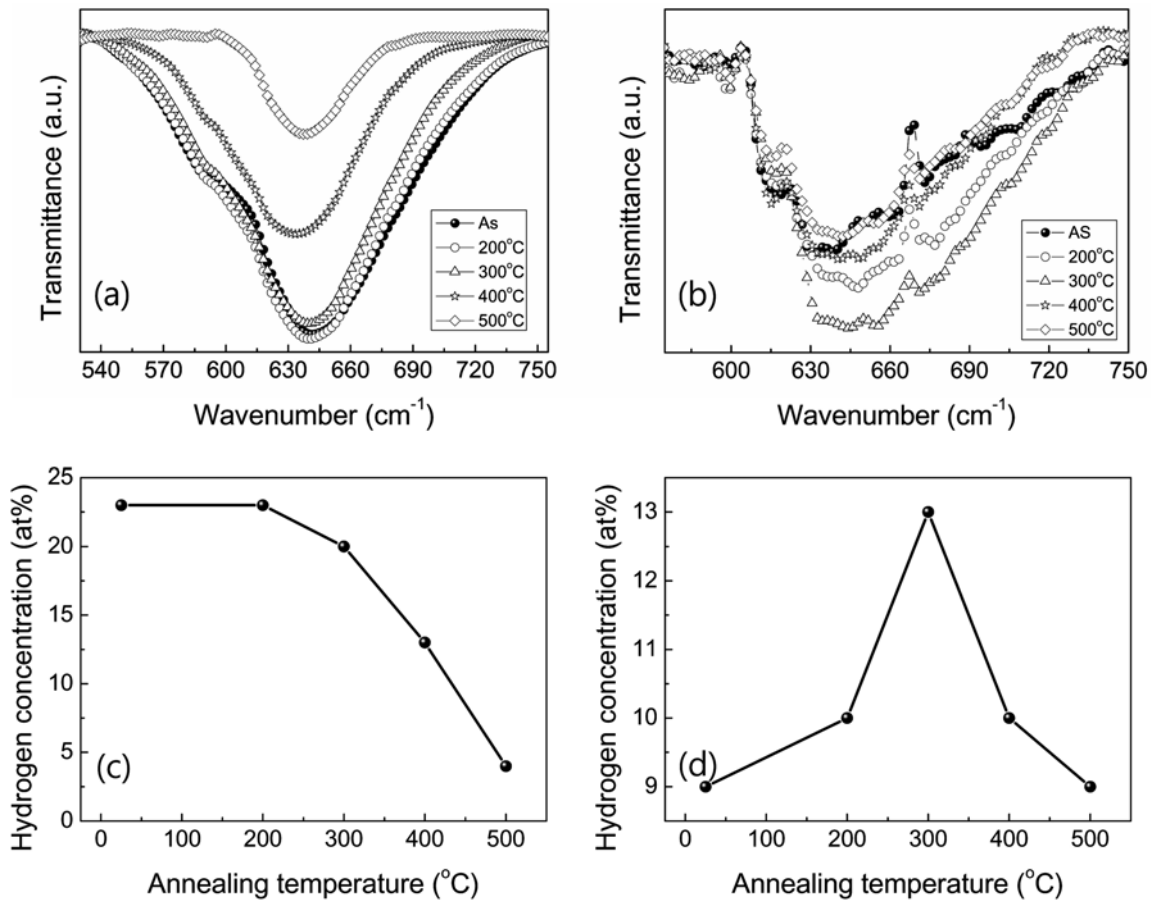 Transmittance (a.u.)
(a)
As
200°C
300°C
400°C
500°C
540 570 600 630 660 690 720 750
Wavenumber (cm⁻¹)
Transmittance (a.u.)
(b)
AS
200°C
300°C
400°C
500°C
600 630 660 690 720 750
Wavenumber (cm⁻¹)
Hydrogen concentration (at%)
25
20
15
10
5
0
(c)
0 100 200 300 400 500
Annealing temperature (°C)
Hydrogen concentration (at%)
13
12
11
10
9
(d)
0 100 200 300 400 500
Annealing temperature (°C)